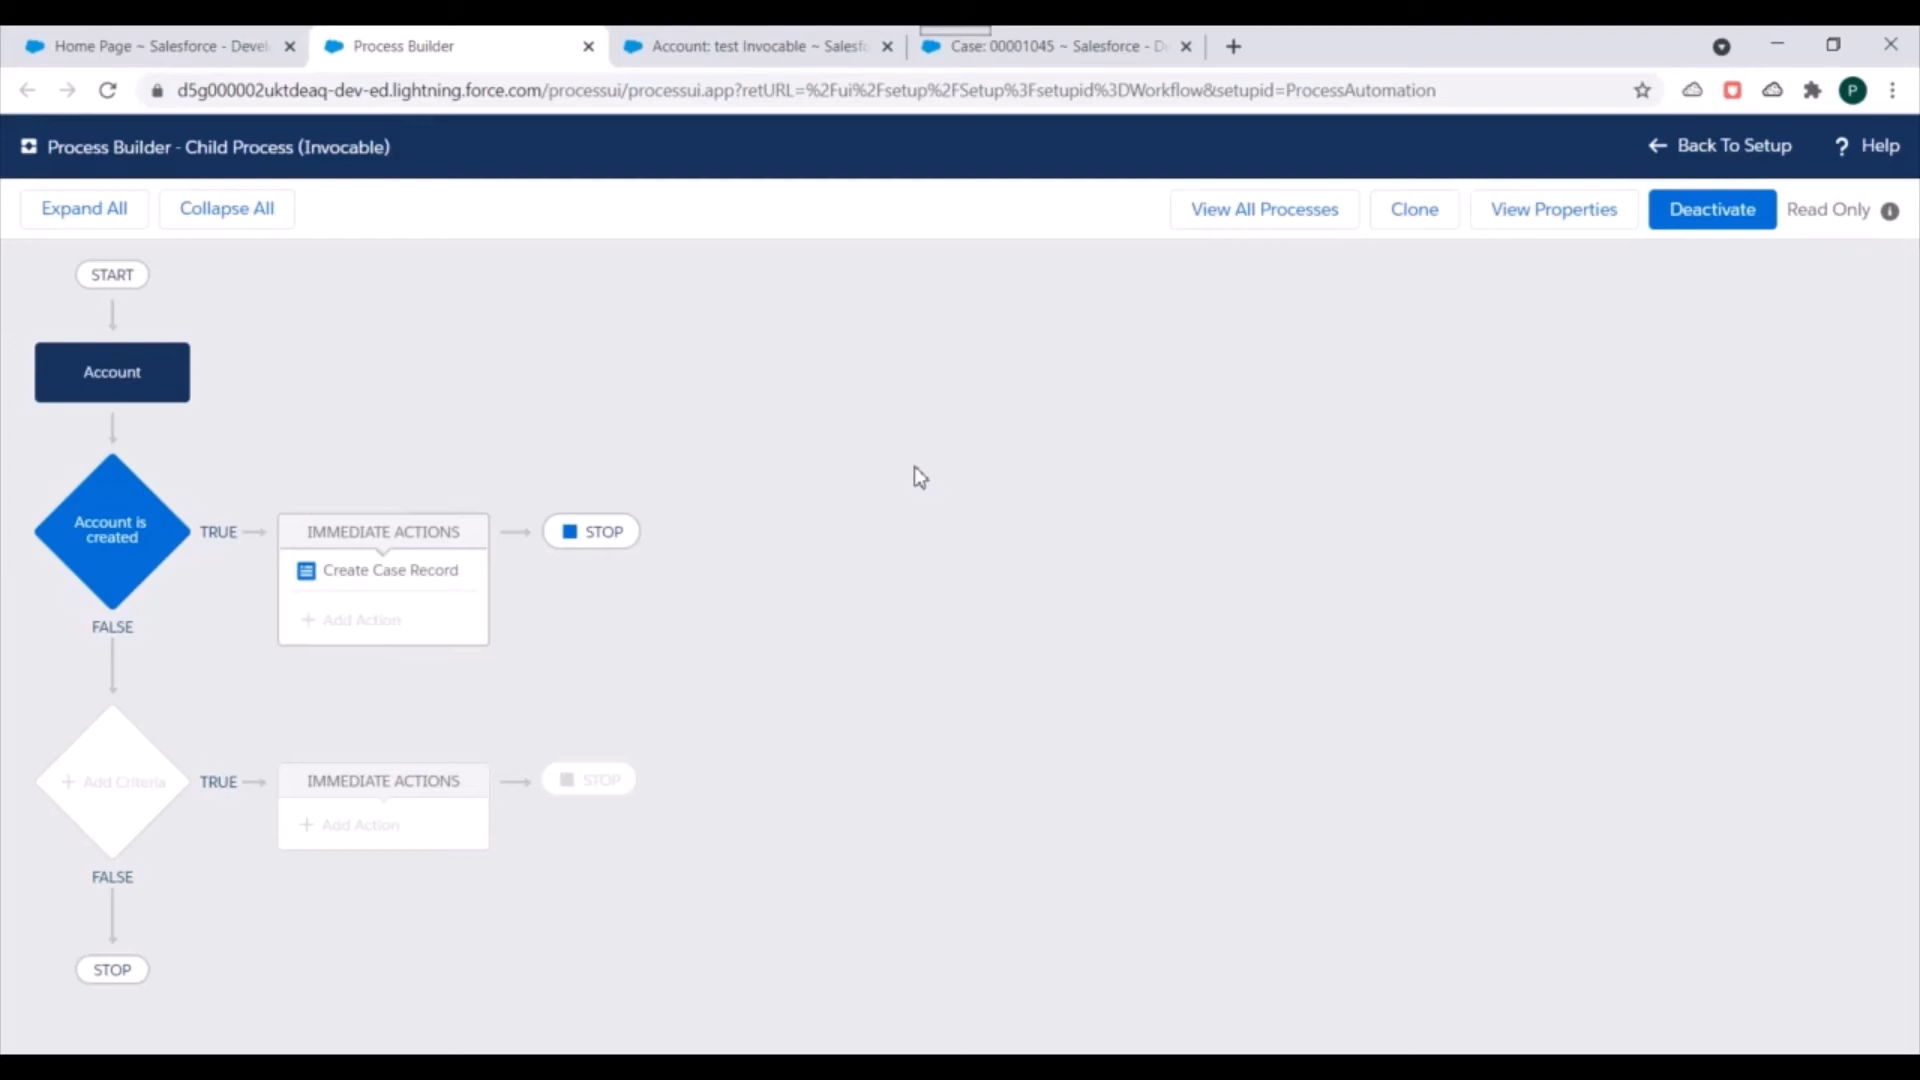 Home Page ~ Salesforce - Devel
Process Builder
Account: test Invocable ~ Salesfo
Case: 00001045 ~ Salesforce - De
d5g000002uktdeaq-dev-ed.lightning.force.com/processui/processui.app?retURL=%2Fui%2Fsetup%2FSetup%3Fsetupid%3DWorkflow&setupid=ProcessAutomation
P
Process Builder - Child Process (Invocable)
Back To Setup
? Help
Expand All
Collapse All
View All Processes
Clone
View Properties
Deactivate
Read Only
START
Account
Account is
created
TRUE
IMMEDIATE ACTIONS
STOP
Create Case Record
+ Add Action
FALSE
+ Add Criteria
TRUE
IMMEDIATE ACTIONS
STOP
+ Add Action
FALSE
STOP